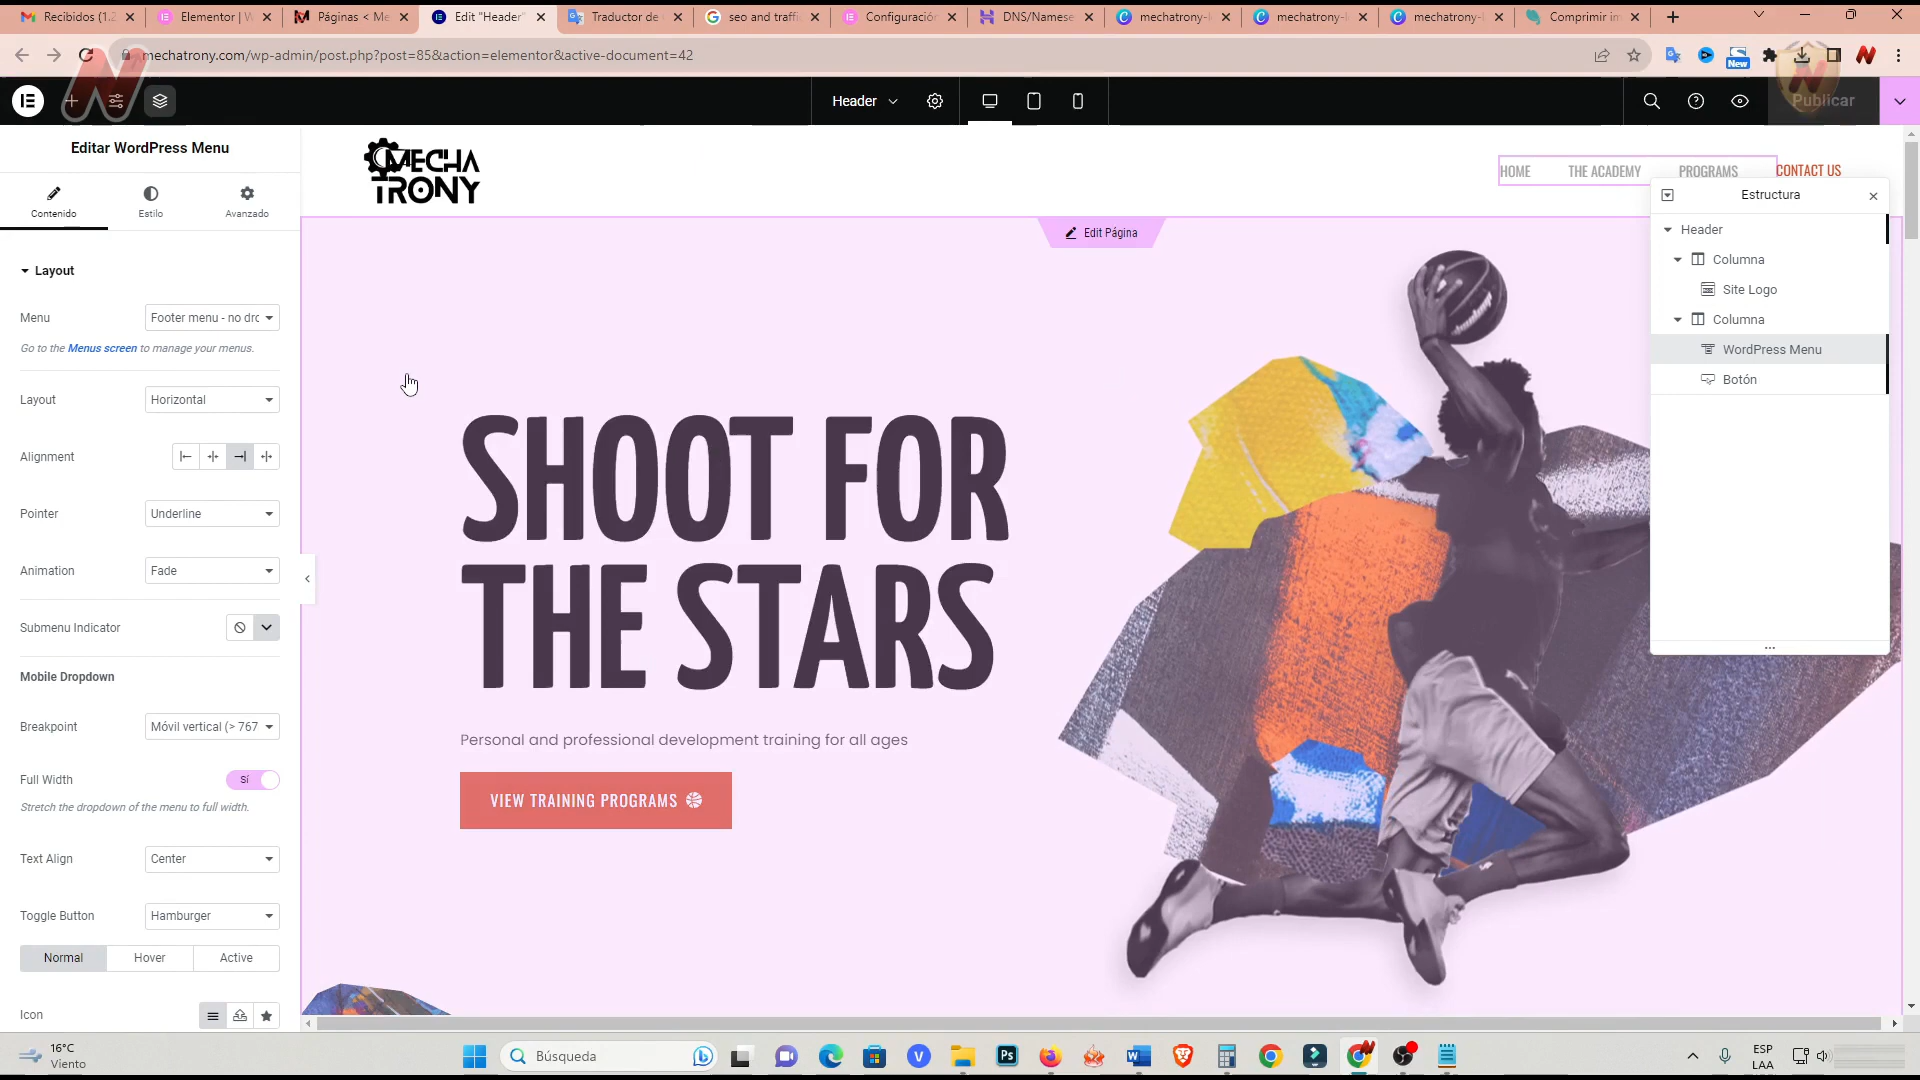 Recibidos (1.2
Elementor | W
Páginas < Me
Edit "Header"
Traductor de
seo and traffi
Configuración
DNS/Namese
mechatrony-l
mechatrony-l
mechatrony-l
Comprimir im
mechatrony.com/wp-admin/post.php?post=85&action=elementor&active-document=42
New
Header
Publicar
Editar WordPress Menu
Contenido
Estilo
Avanzado
Layout
Menu
Footer menu - no dro
Go to the Menus screen to manage your menus.
Layout
Horizontal
Alignment
Pointer
Underline
Animation
Fade
Submenu Indicator
Mobile Dropdown
Breakpoint
Móvil vertical (> 767
Full Width
Sí
Stretch the dropdown of the menu to full width.
Text Align
Center
Toggle Button
Hamburger
Normal
Hover
Active
Icon
MECHA
TRONY
HOME
THE ACADEMY
PROGRAMS
CONTACT US
Edit Página
SHOOT FOR
THE STARS
Personal and professional development training for all ages
VIEW TRAINING PROGRAMS
Estructura
Header
Columna
Site Logo
Columna
WordPress Menu
Botón
16°C
Viento
Búsqueda
Ps
ESP
LAA